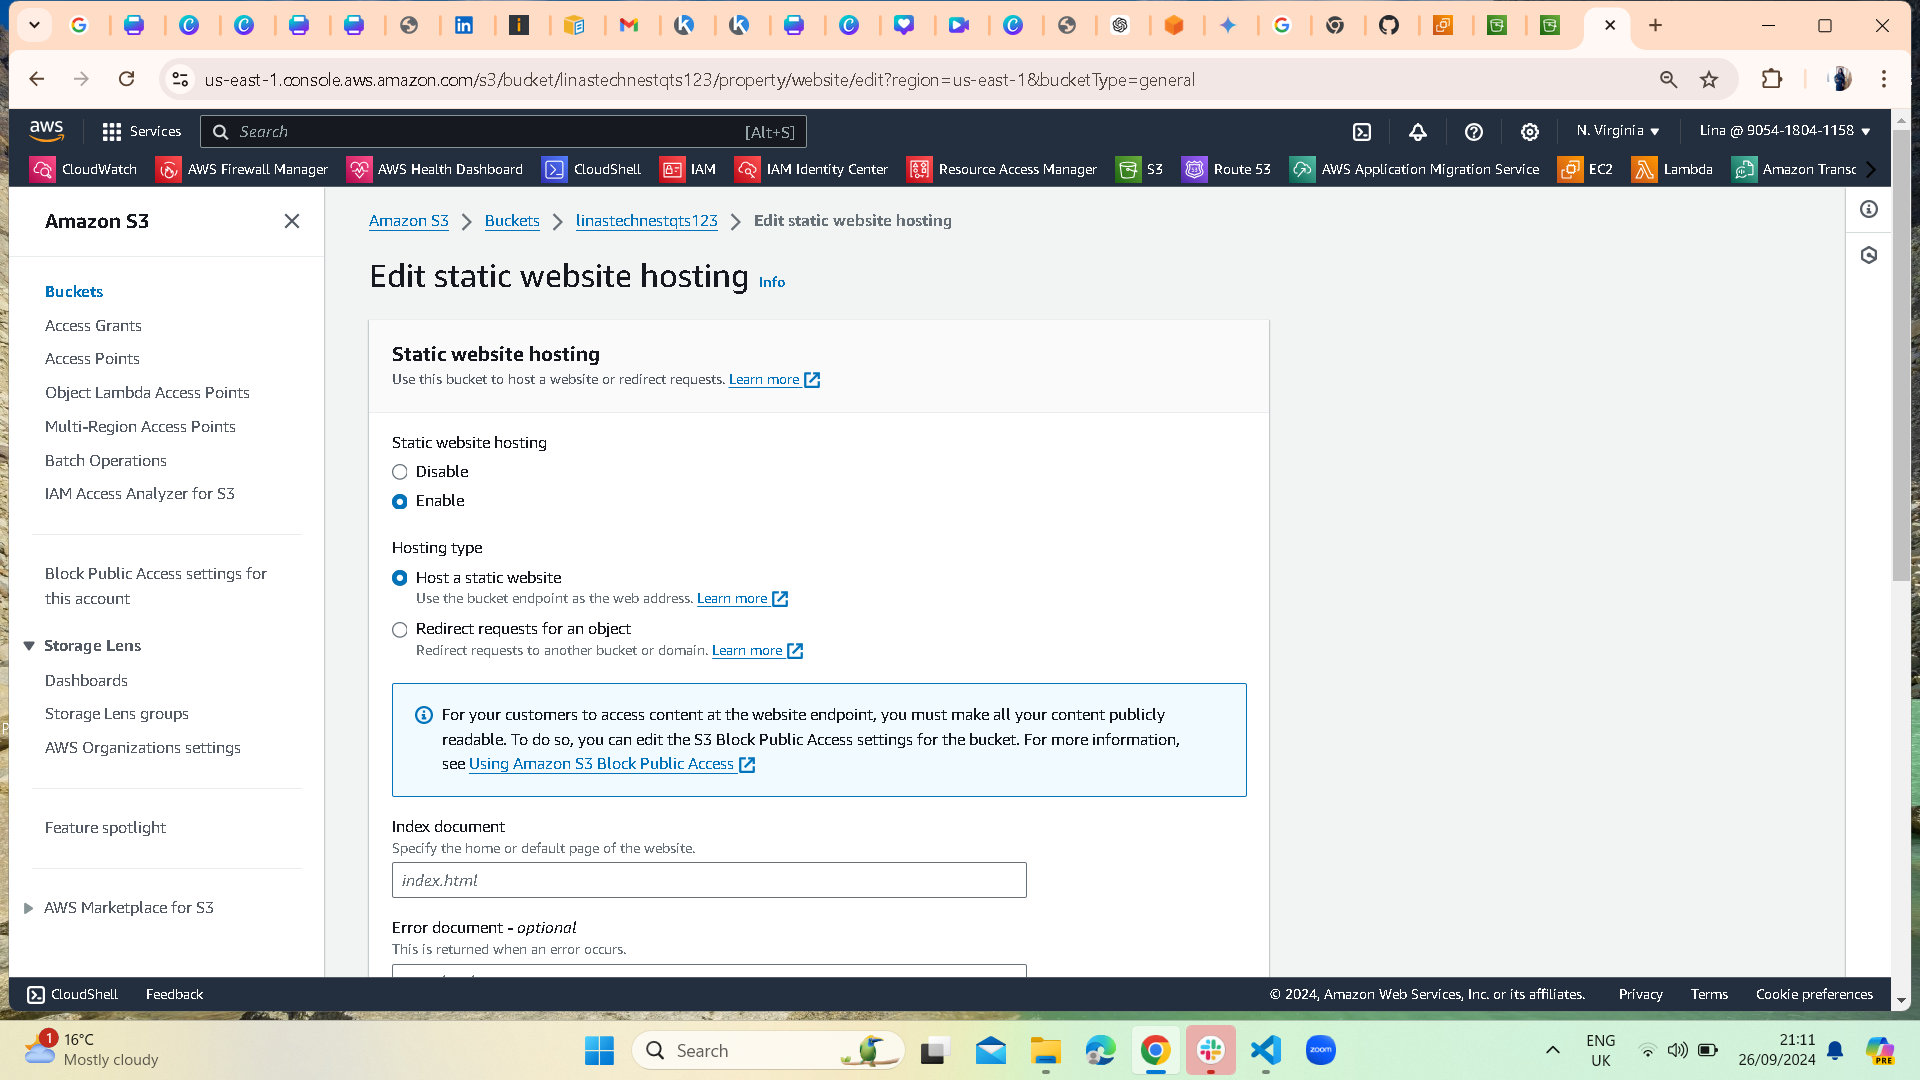 us-east-1.console.aws.amazon.com/s3/bucket/linastechnestqts123/property/website/edit?region=us-east-1&bucketType=general
aws
Services
Search [Alt+S]
N. Virginia
Lina @ 9054-1804-1158
CloudWatch
AWS Firewall Manager
AWS Health Dashboard
CloudShell
IAM
IAM Identity Center
Resource Access Manager
S3
Route 53
AWS Application Migration Service
EC2
Lambda
Amazon Transc
Amazon S3
Buckets
Access Grants
Access Points
Object Lambda Access Points
Multi-Region Access Points
Batch Operations
IAM Access Analyzer for S3
Block Public Access settings for
this account
Storage Lens
Dashboards
Storage Lens groups
AWS Organizations settings
Feature spotlight
AWS Marketplace for S3
Amazon S3 > Buckets > linastechnestqts123 > Edit static website hosting
Edit static website hosting Info
Static website hosting
Use this bucket to host a website or redirect requests. Learn more
Static website hosting
Disable
Enable
Hosting type
Host a static website
Use the bucket endpoint as the web address. Learn more
Redirect requests for an object
Redirect requests to another bucket or domain. Learn more
For your customers to access content at the website endpoint, you must make all your content publicly
readable. To do so, you can edit the S3 Block Public Access settings for the bucket. For more information,
see Using Amazon S3 Block Public Access
Index document
Specify the home or default page of the website.
index.html
Error document - optional
This is returned when an error occurs.
CloudShell
Feedback
© 2024, Amazon Web Services, Inc. or its affiliates.
Privacy
Terms
Cookie preferences
1
16°C
Mostly cloudy
Search
zoom
ENG
UK
21:11
26/09/2024
PRE